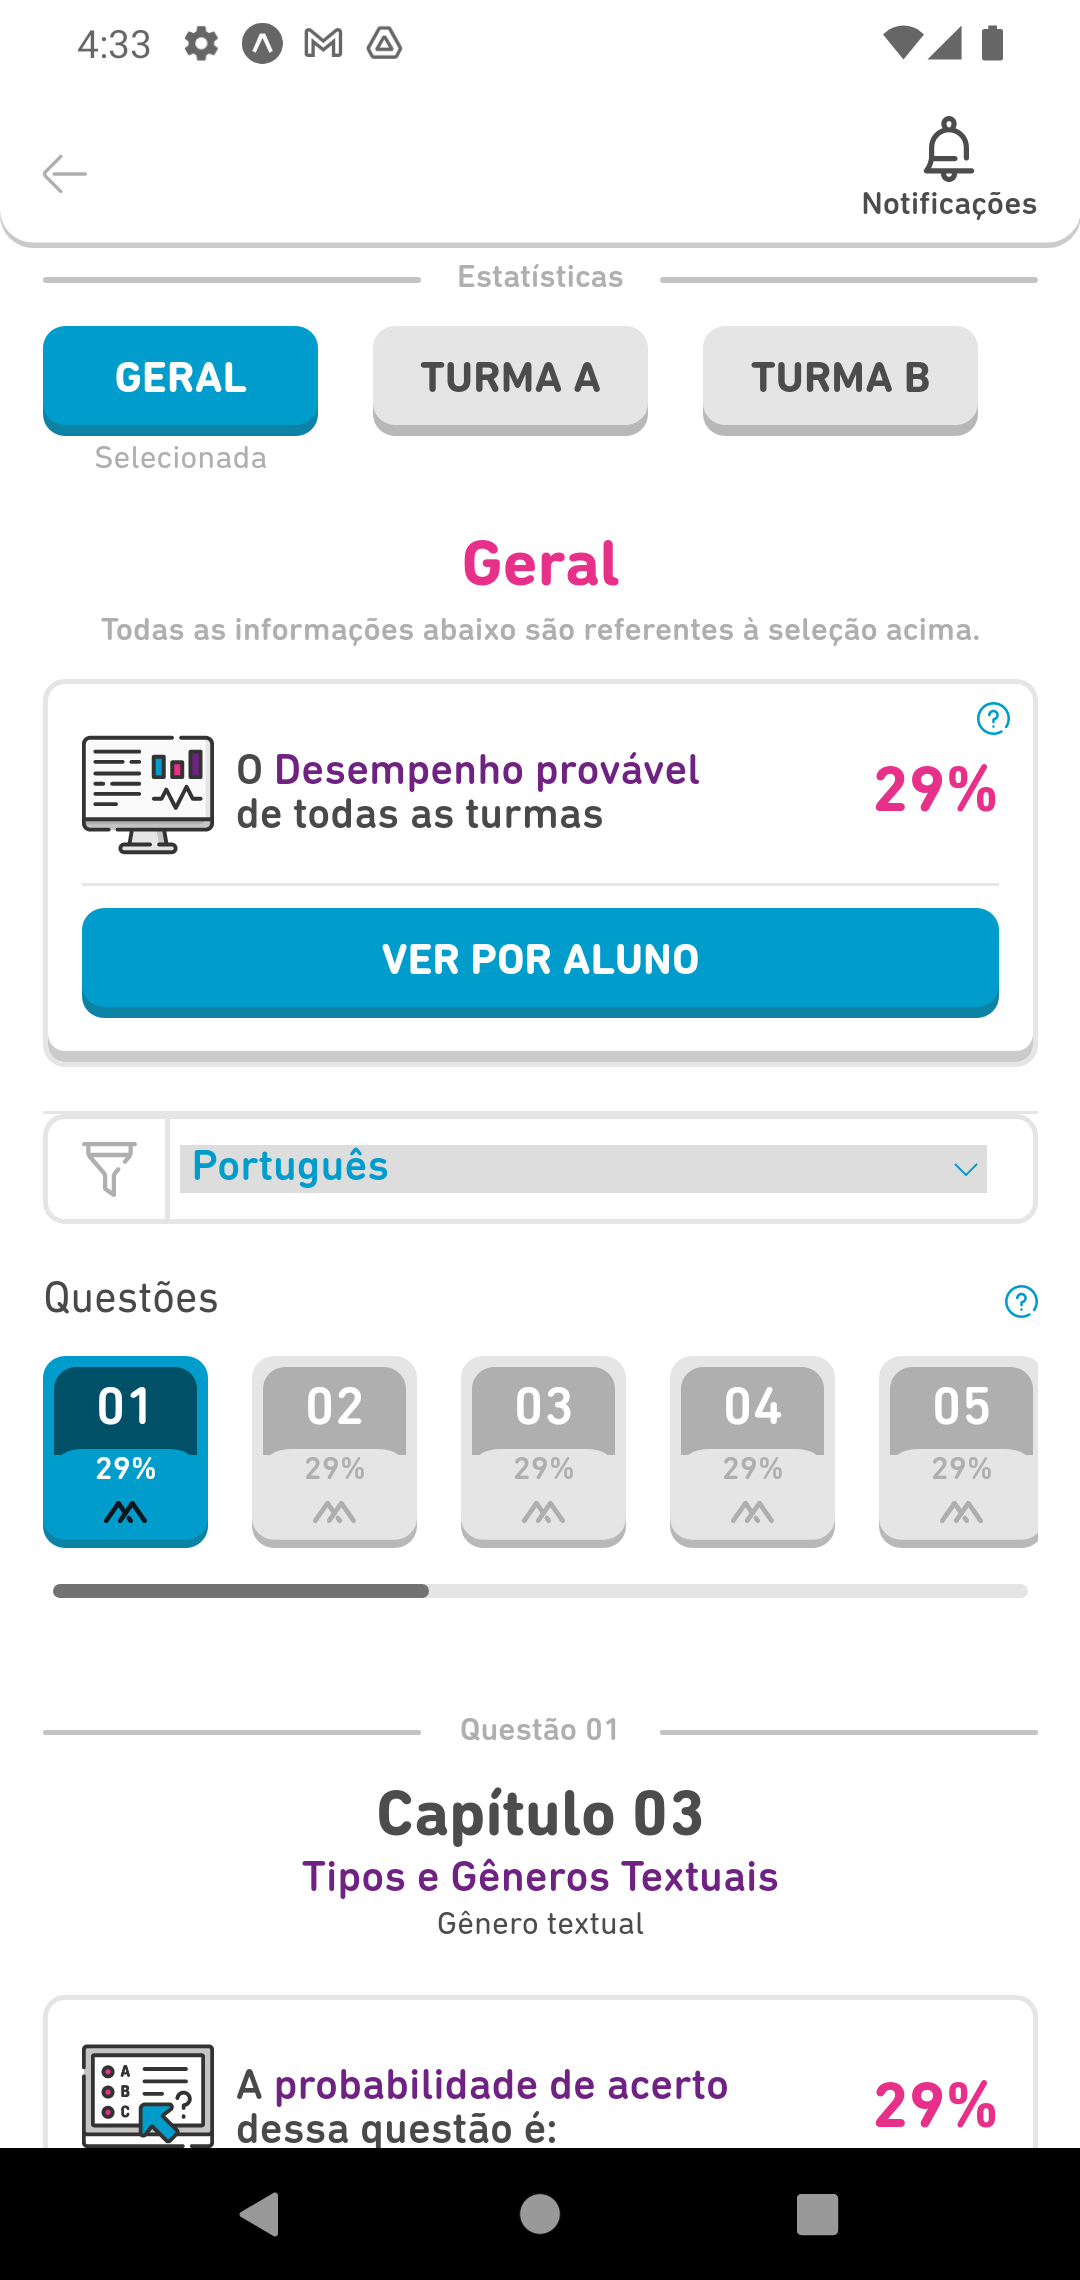 4:33
Notificações
Estatísticas
GERAL
TURMA A
TURMA B
Selecionada
Geral
Todas as informações abaixo são referentes à seleção acima.
O Desempenho provável
de todas as turmas
29%
VER POR ALUNO
Português
Questões
01
02
03
04
05
29%
29%
29%
29%
29%
Questão 01
Capítulo 03
Tipos e Gêneros Textuais
Gênero textual
A
B
C
?
A probabilidade de acerto
dessa questão é:
29%